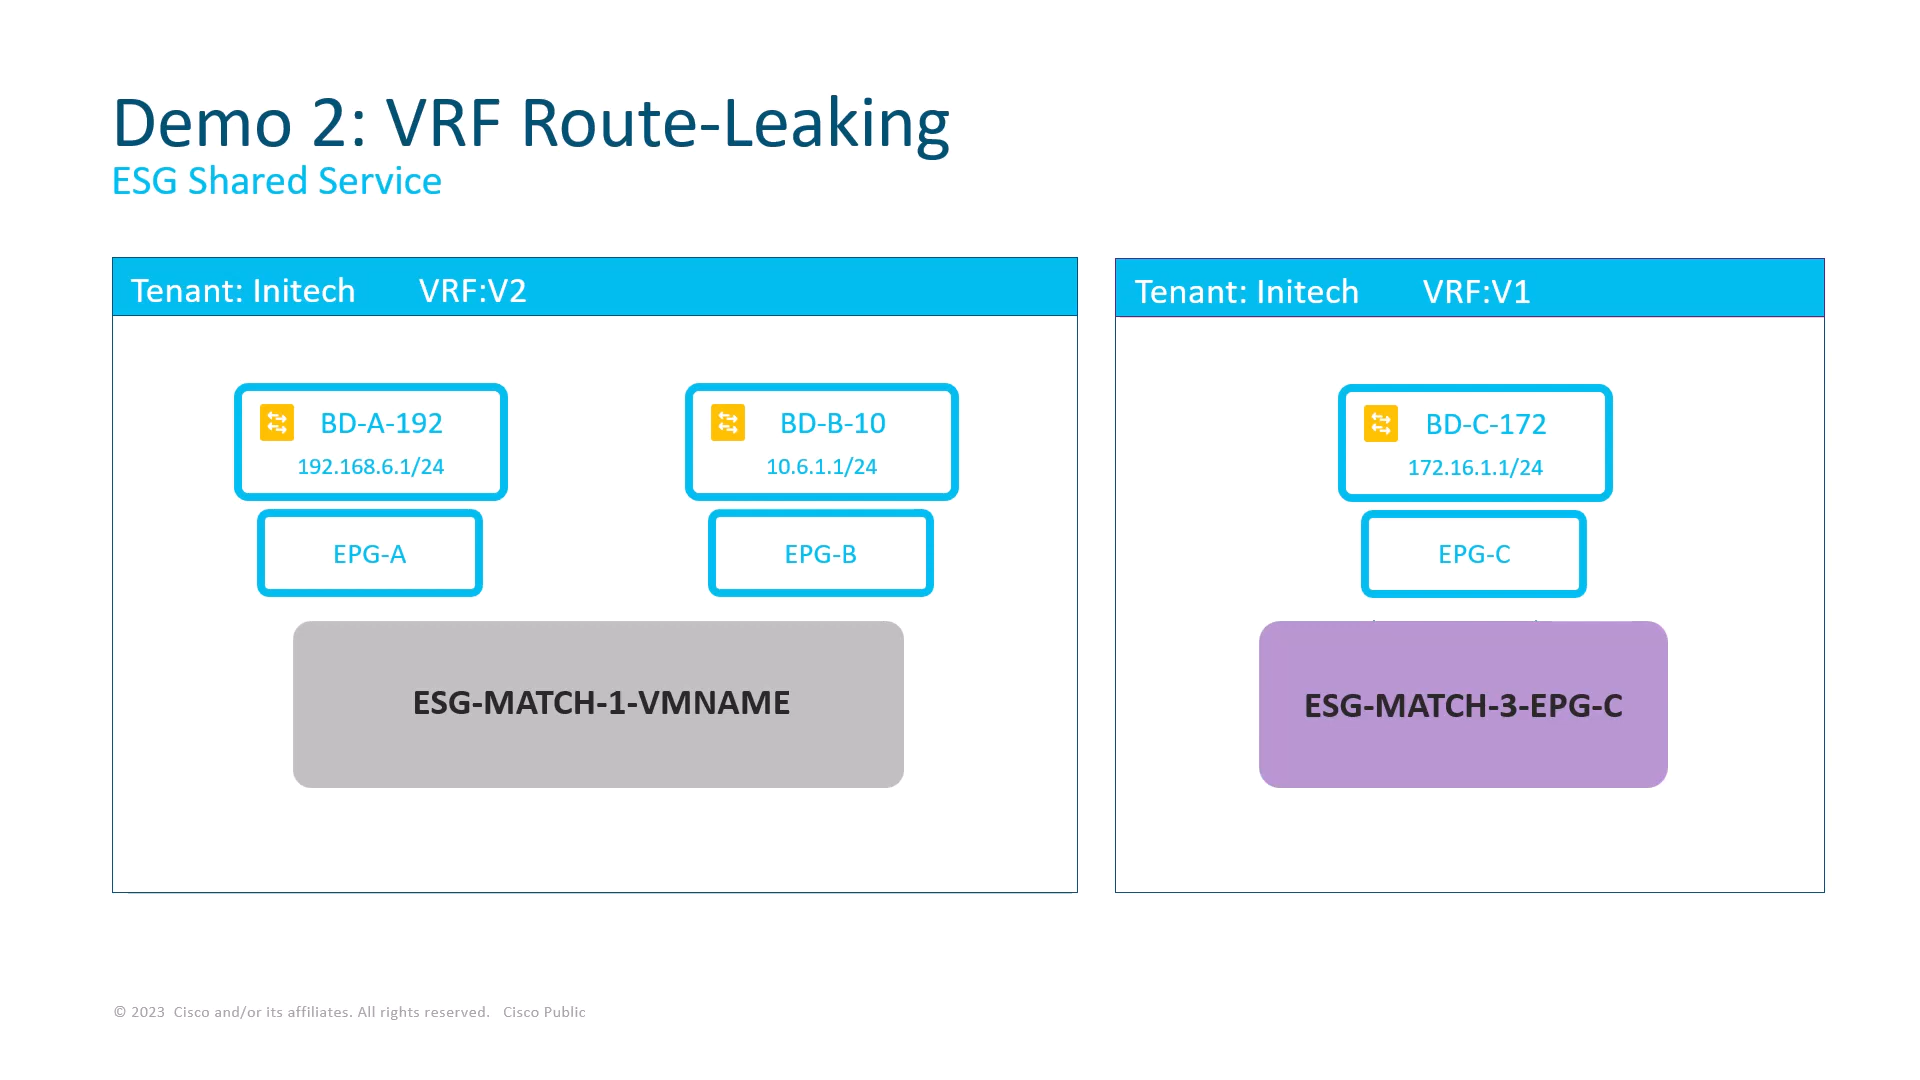 Demo 2: VRF Route-Leaking
ESG Shared Service
Tenant: Initech VRF:V2
BD-A-192
192.168.6.1/24
EPG-A
BD-B-10
10.6.1.1/24
EPG-B
ESG-MATCH-1-VMNAME
Tenant: Initech VRF:V1
BD-C-172
172.16.1.1/24
EPG-C
ESG-MATCH-3-EPG-C
© 2023 Cisco and/or its affiliates. All rights reserved. Cisco Public